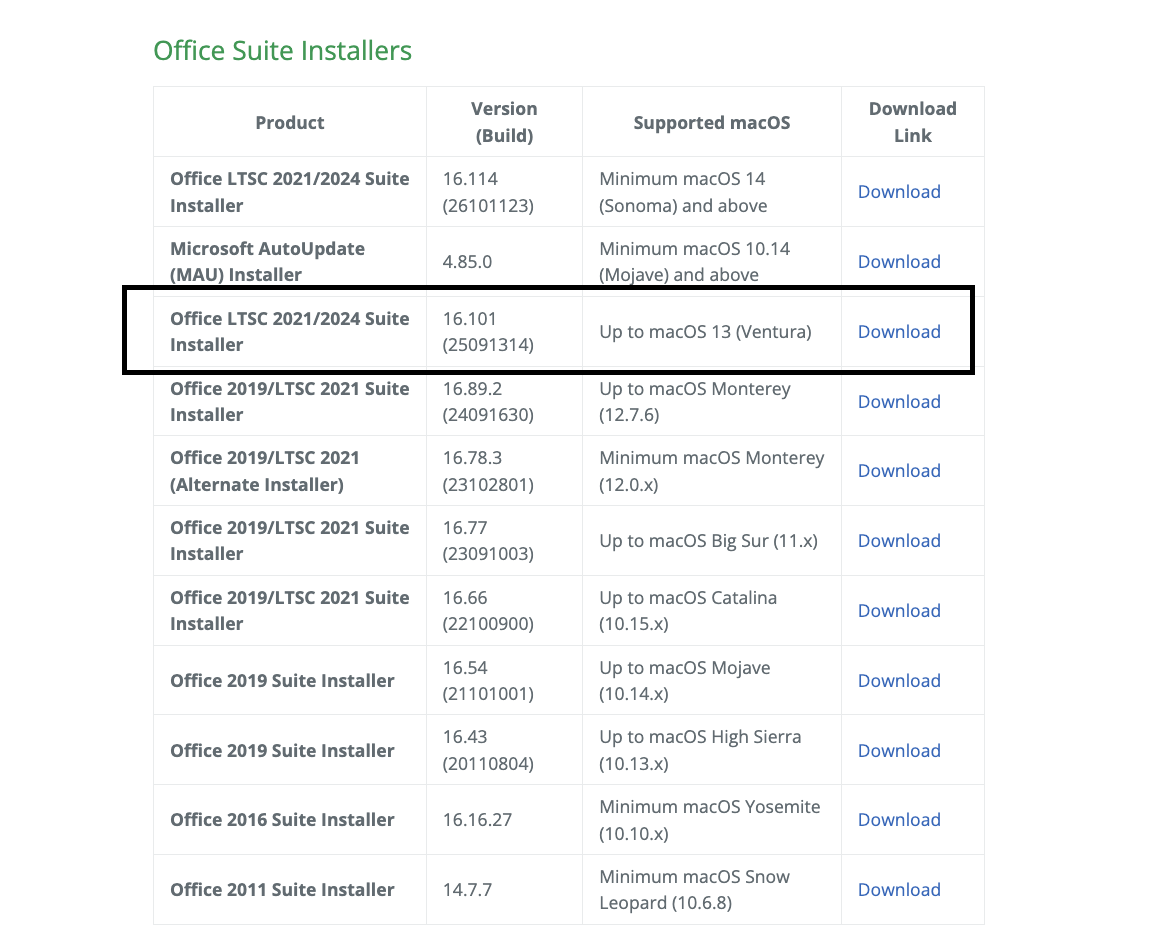 Office Suite Installers
Product
Version
(Build)
Supported macOS
Download
Link
Office LTSC 2021/2024 Suite
Installer
16.114
(26101123)
Minimum macOS 14
(Sonoma) and above
Download
Microsoft AutoUpdate
(MAU) Installer
4.85.0
Minimum macOS 10.14
(Mojave) and above
Download
Office LTSC 2021/2024 Suite
Installer
16.101
(25091314)
Up to macOS 13 (Ventura)
Download
Office 2019/LTSC 2021 Suite
Installer
16.89.2
(24091630)
Up to macOS Monterey
(12.7.6)
Download
Office 2019/LTSC 2021
(Alternate Installer)
16.78.3
(23102801)
Minimum macOS Monterey
(12.0.x)
Download
Office 2019/LTSC 2021 Suite
Installer
16.77
(23091003)
Up to macOS Big Sur (11.x)
Download
Office 2019/LTSC 2021 Suite
Installer
16.66
(22100900)
Up to macOS Catalina
(10.15.x)
Download
Office 2019 Suite Installer
16.54
(21101001)
Up to macOS Mojave
(10.14.x)
Download
Office 2019 Suite Installer
16.43
(20110804)
Up to macOS High Sierra
(10.13.x)
Download
Office 2016 Suite Installer
16.16.27
Minimum macOS Yosemite
(10.10.x)
Download
Office 2011 Suite Installer
14.7.7
Minimum macOS Snow
Leopard (10.6.8)
Download